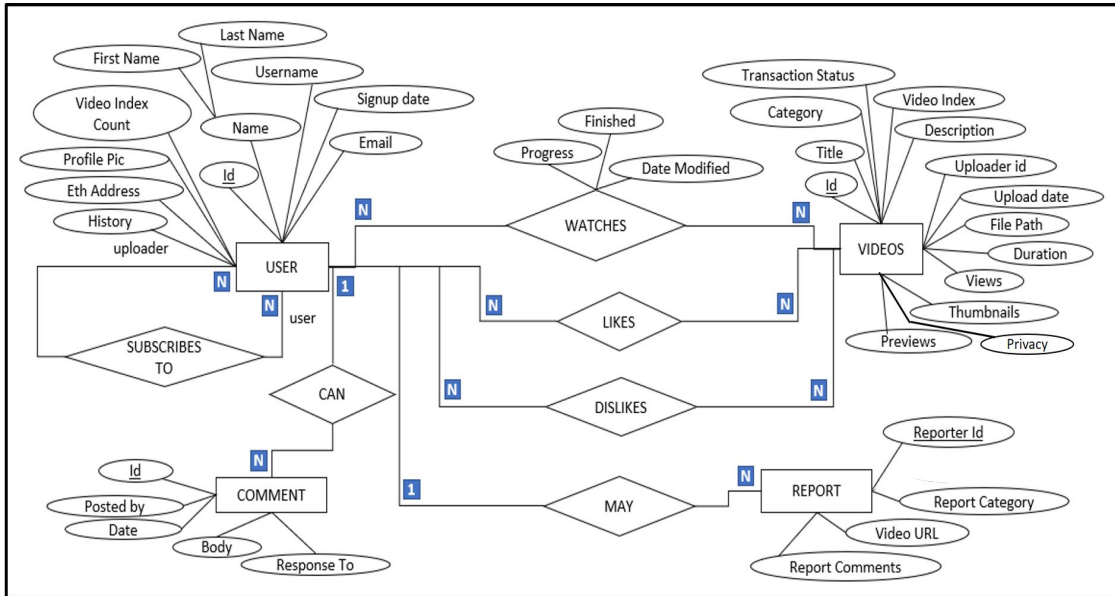 Last Name
First Name
Username
Video Index
Count
Name
Signup date
Email
Profile Pic
Id
Eth Address
History
uploader
USER
N
N
1
user
SUBSCRIBES
TO
Finished
Progress
Date Modified
N
WATCHES
N
Transaction Status
Category
Video Index
Description
Title
Id
Uploader id
Upload date
File Path
VIDEOS
Duration
Views
Thumbnails
Previews
Privacy
N
LIKES
N
CAN
N
DISLIKES
N
N
Id
COMMENT
Posted by
Date
Body
Response To
1
MAY
N
REPORT
Reporter Id
Report Category
Video URL
Report Comments